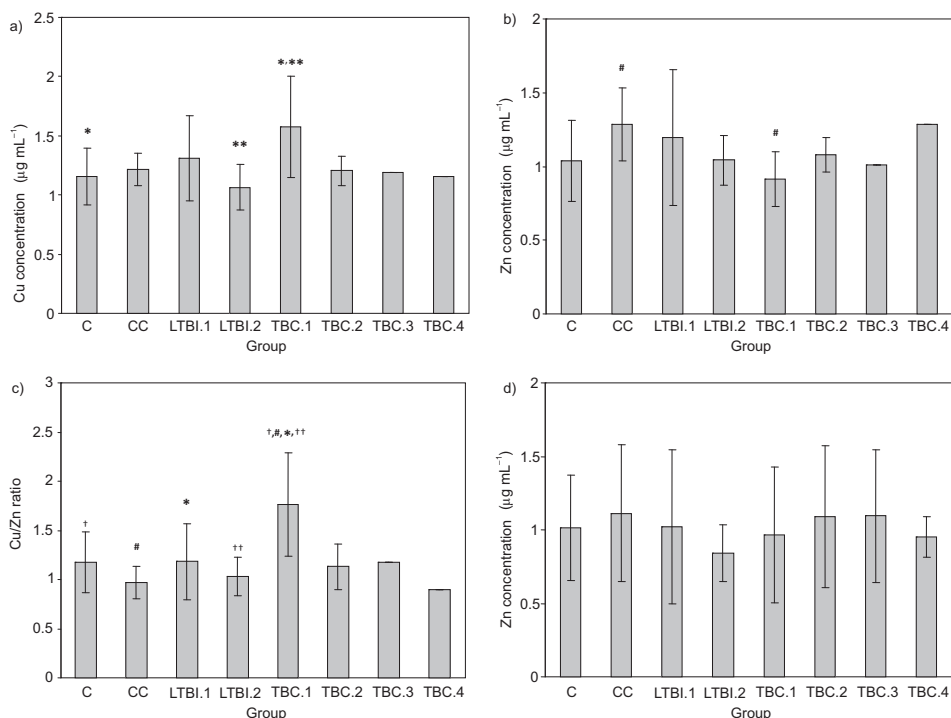 a)
2.5
2
1.5
1
0.5
0
Cu concentration (µg mL⁻¹)
*
**
*,**
C CC LTBI.1 LTBI.2 TBC.1 TBC.2 TBC.3 TBC.4
Group
b)
2
1.5
1
0.5
0
Zn concentration (µg mL⁻¹)
#
#
C CC LTBI.1 LTBI.2 TBC.1 TBC.2 TBC.3 TBC.4
Group
c)
3
2.5
2
1.5
1
0.5
0
Cu/Zn ratio
†
#
*
††
†,#,*,††
C CC LTBI.1 LTBI.2 TBC.1 TBC.2 TBC.3 TBC.4
Group
d)
2
1.5
1
0.5
0
Zn concentration (µg mL⁻¹)
C CC LTBI.1 LTBI.2 TBC.1 TBC.2 TBC.3 TBC.4
Group